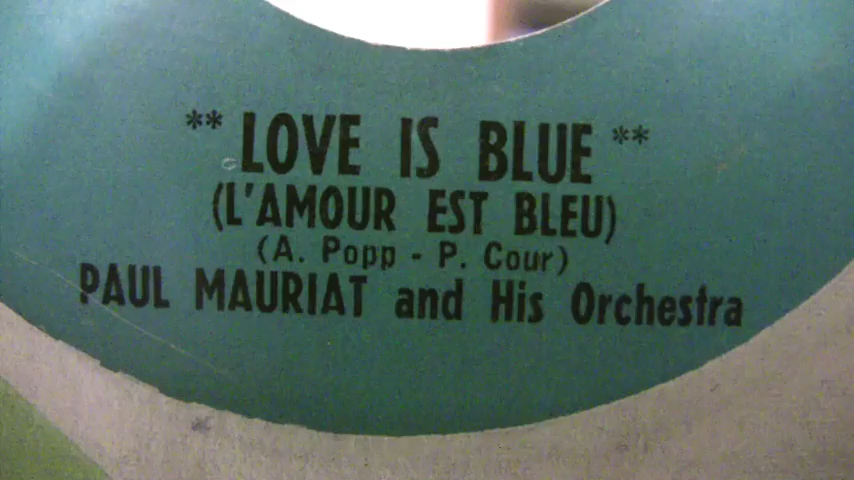 ** LOVE IS BLUE **
(L'AMOUR EST BLEU)
(A. Popp - P. Cour)
PAUL MAURIAT and His Orchestra